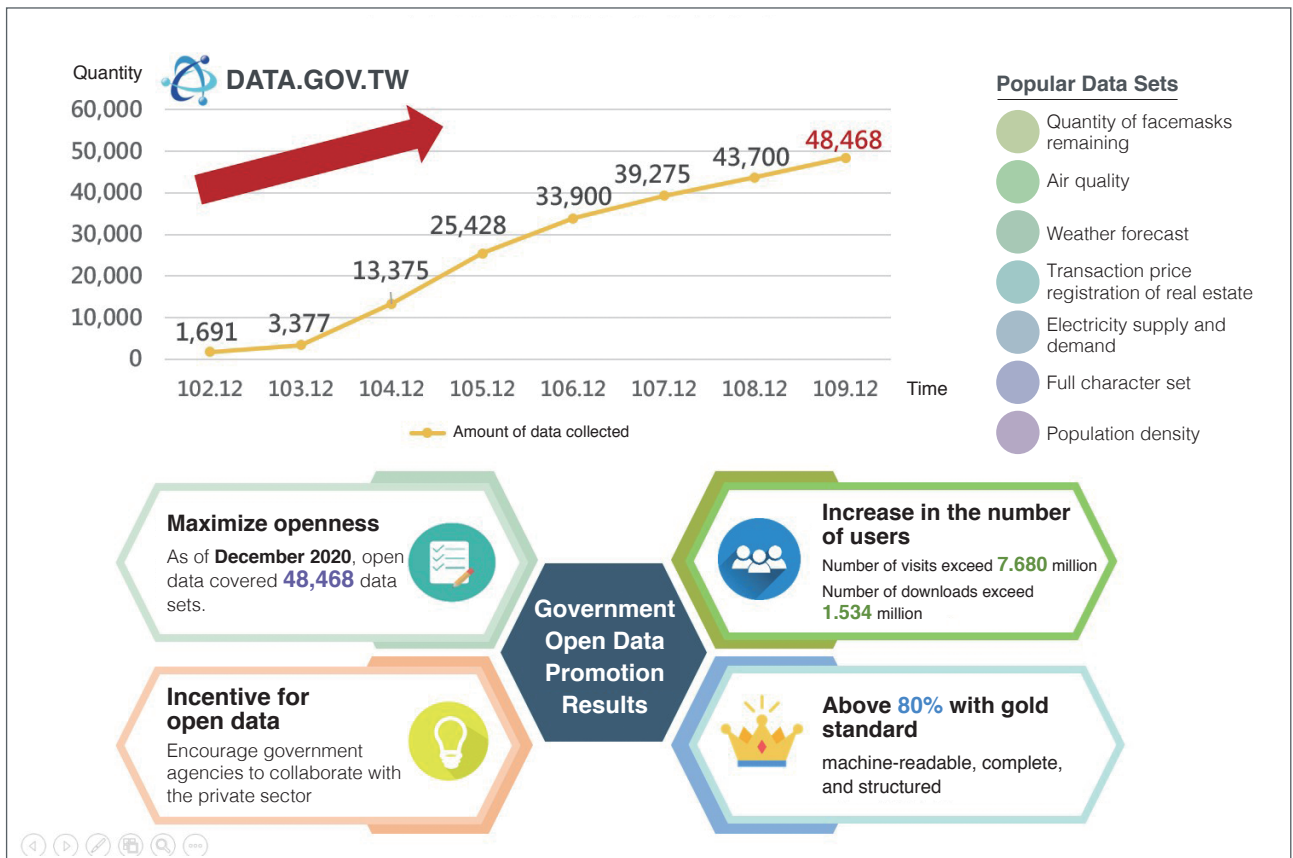 Quantity
DATA.GOV.TW
60,000
50,000
40,000
30,000
20,000
10,000
0
1,691
3,377
13,375
25,428
33,900
39,275
43,700
48,468
102.12
103.12
104.12
105.12
106.12
107.12
108.12
109.12
Time
Amount of data collected
Popular Data Sets
Quantity of facemasks
remaining
Air quality
Weather forecast
Transaction price
registration of real estate
Electricity supply and
demand
Full character set
Population density
Maximize openness
As of December 2020, open
data covered 48,468 data
sets.
Increase in the number
of users
Number of visits exceed 7.680 million
Number of downloads exceed
1.534 million
Government
Open Data
Promotion
Results
Incentive for
open data
Encourage government
agencies to collaborate with
the private sector
Above 80% with gold
standard
machine-readable, complete,
and structured